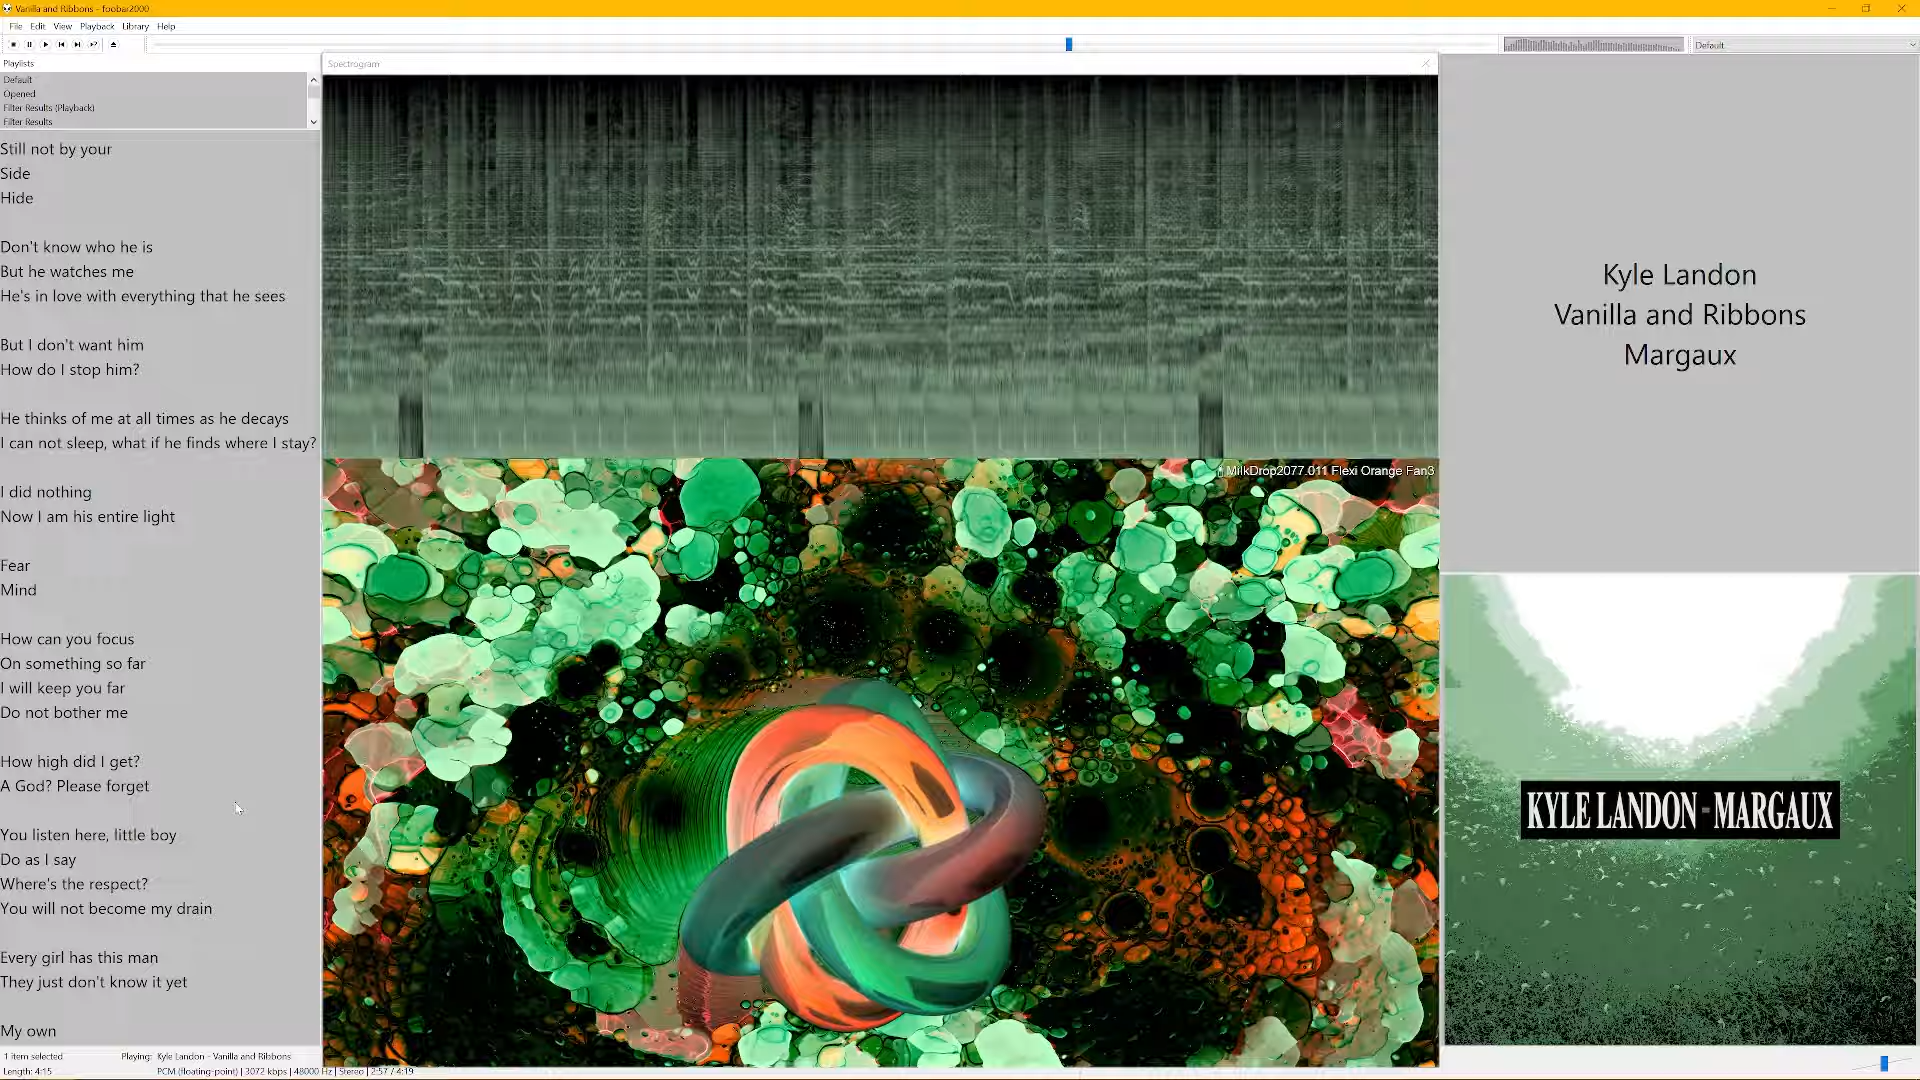 Vanilla and Ribbons - foobar2000
File Edit View Playback Library Help
Default
Playlists
Default
Opened
Filter Results (Playback)
Filter Results
Still not by your
Side
Hide
Don't know who he is
But he watches me
He's in love with everything that he sees
But I don't want him
How do I stop him?
He thinks of me at all times as he decays
I can not sleep, what if he finds where I stay?
I did nothing
Now I am his entire light
Fear
Mind
How can you focus
On something so far
I will keep you far
Do not bother me
How high did I get?
A God? Please forget
You listen here, little boy
Do as I say
Where's the respect?
You will not become my drain
Every girl has this man
They just don't know it yet
My own
Spectrogram
MilkDrop2077.011 Flexi Orange Fan3
Kyle Landon
Vanilla and Ribbons
Margaux
KYLE LANDON - MARGAUX
1 item selected
Playing: Kyle Landon - Vanilla and Ribbons
Length: 4:15
PCM (floating-point) | 3072 kbps | 48000 Hz | Stereo | 2:57 / 4:19